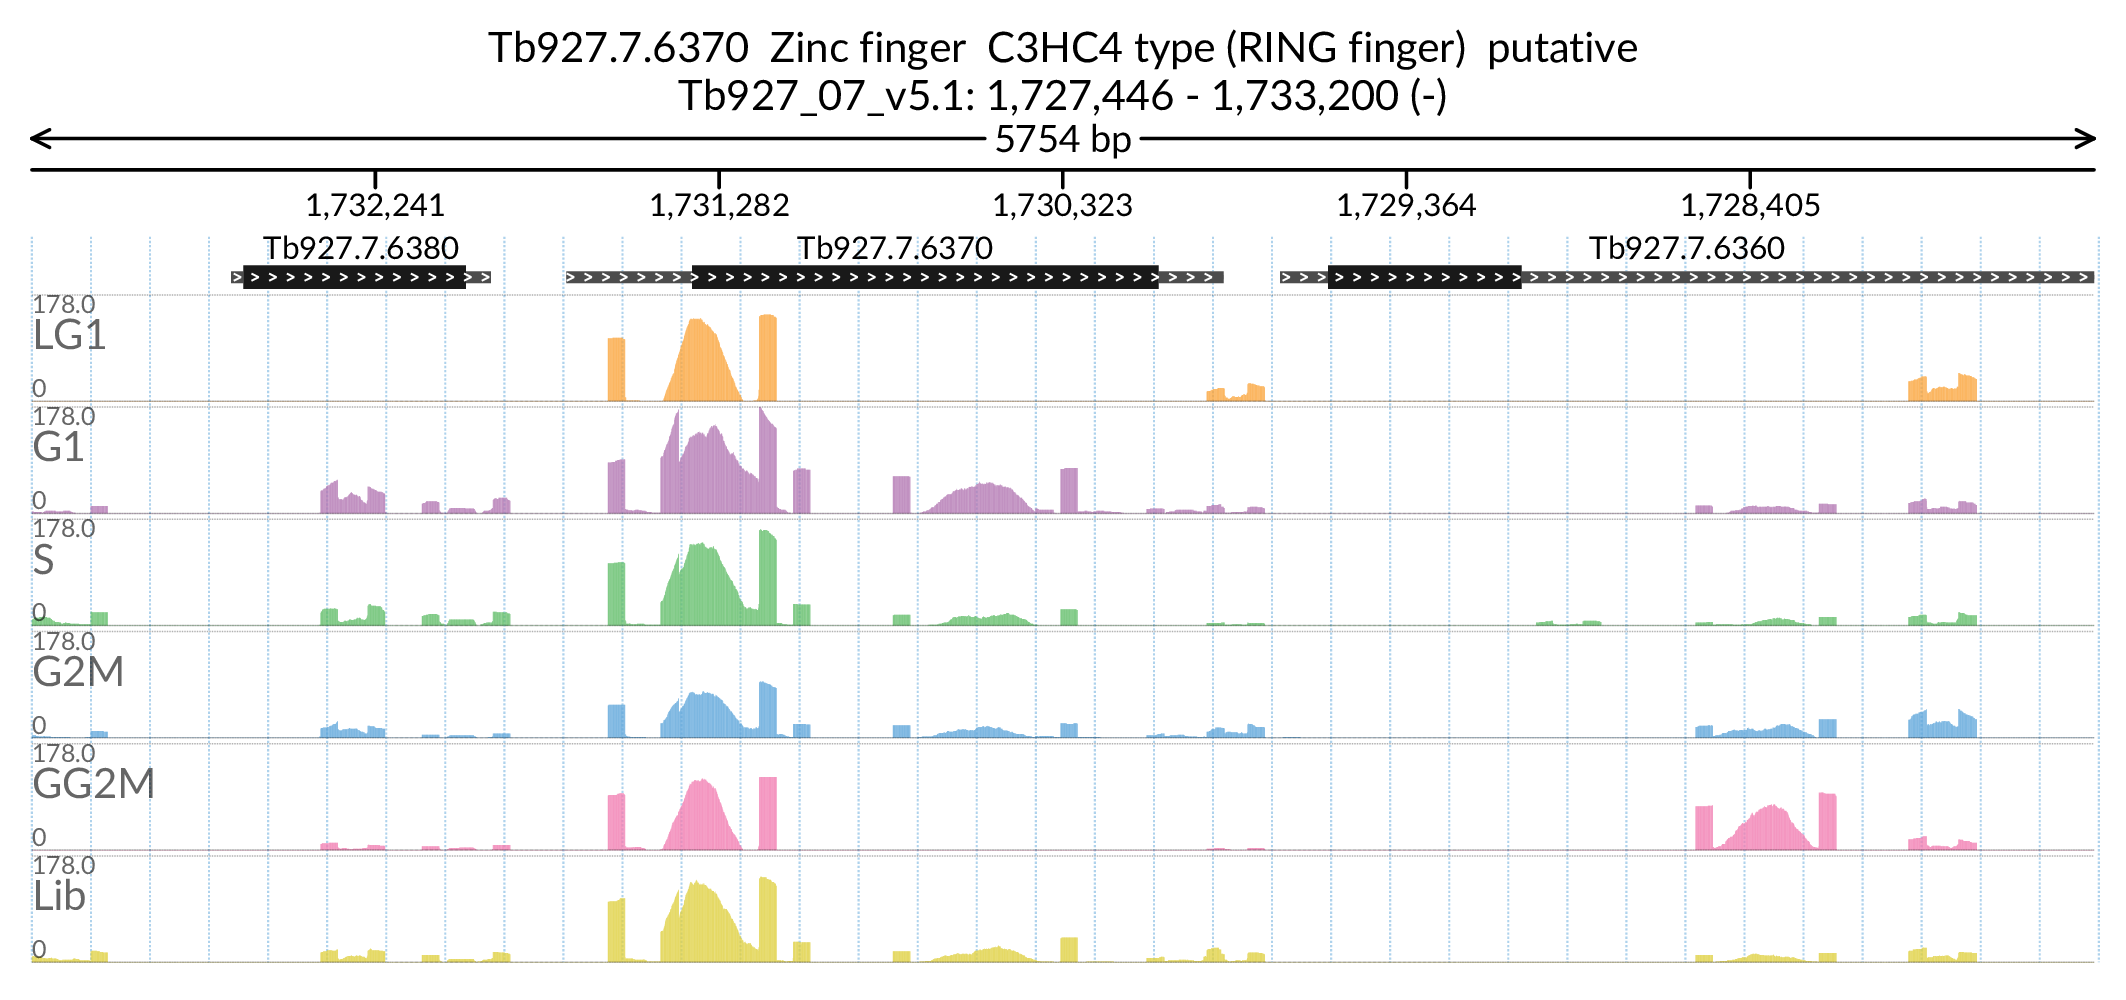 Tb927.7.6370 Zinc finger C3HC4 type (RING finger) putative
Tb927_07_v5.1: 1,727,446 - 1,733,200 (-)
5754 bp
1,732,241 1,731,282 1,730,323 1,729,364 1,728,405
Tb927.7.6380 Tb927.7.6370 Tb927.7.6360
178.0
LG1
0
178.0
G1
0
178.0
S
0
178.0
G2M
0
178.0
GG2M
0
178.0
Lib
0